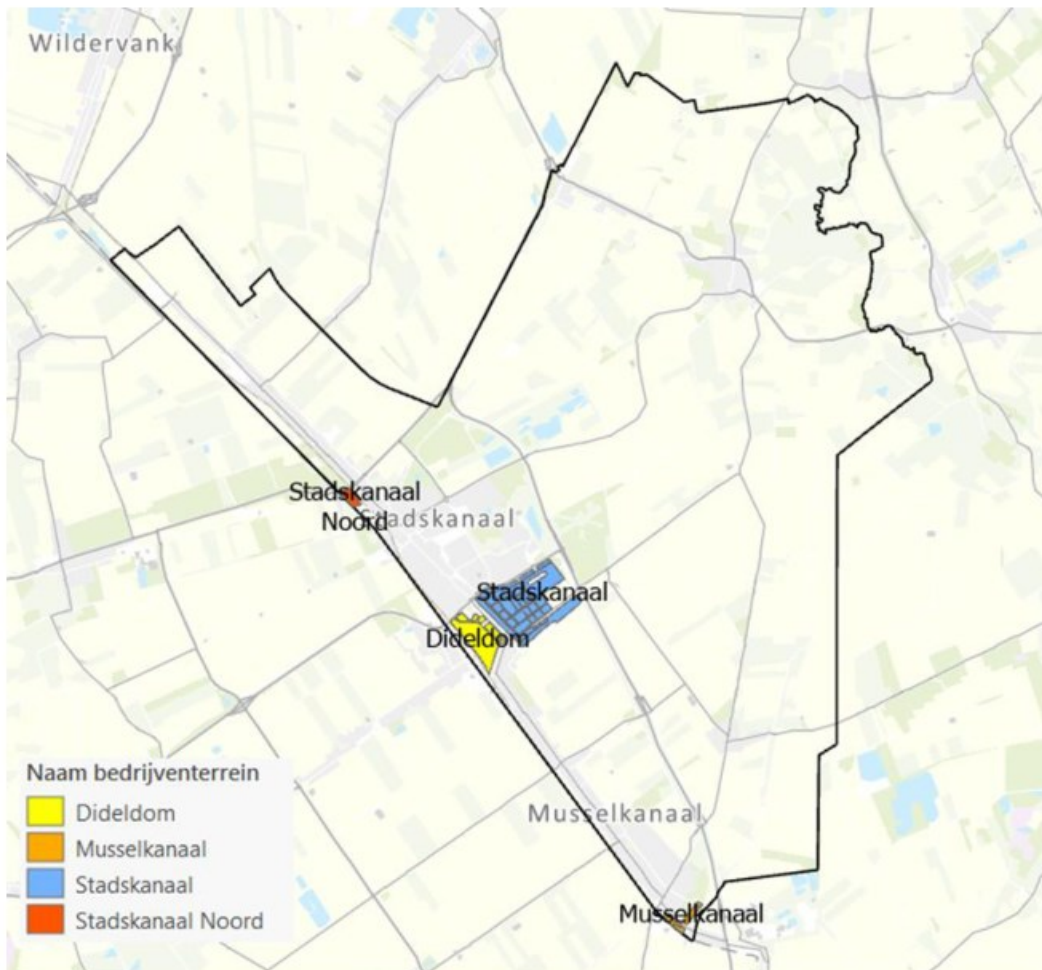 Wildervank
Stadskanaal
Noord
Stadskanaal
Stadskanaal
Dideldom
Musselkanaal
Musselkanaal
Naam bedrijventerrein
Dideldom
Musselkanaal
Stadskanaal
Stadskanaal Noord